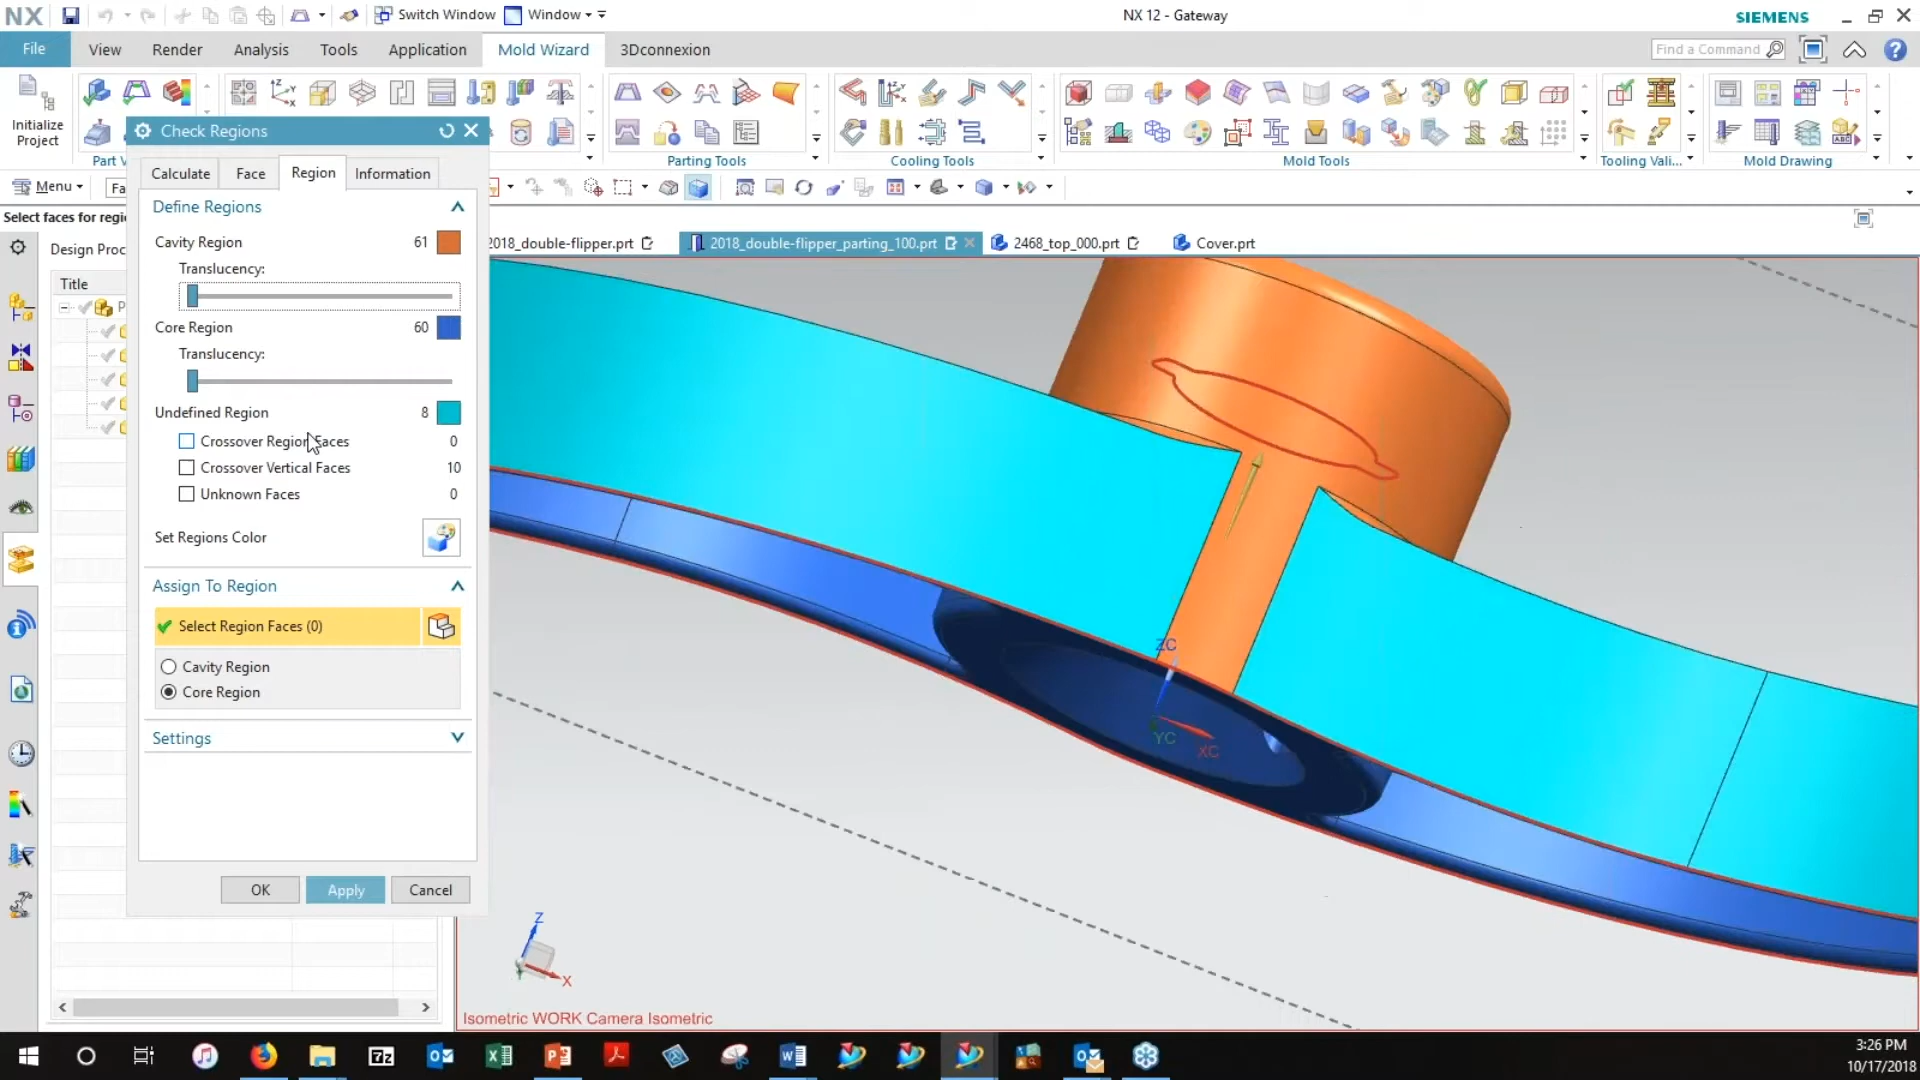 NX
Switch Window
Window
NX 12 - Gateway
SIEMENS
File
View
Render
Analysis
Tools
Application
Mold Wizard
3Dconnexion
Find a Command
Initialize
Project
Parting Tools
Cooling Tools
Mold Tools
Tooling Vali...
Mold Drawing
Check Regions
Menu
Calculate
Face
Region
Information
Select faces for regi
Define Regions
Design Proc
Title
P
2018_double-flipper.prt
2018_double-flipper_parting_100.prt
2468_top_000.prt
Cover.prt
Cavity Region 61
Translucency:
Core Region 60
Translucency:
Undefined Region 8
Crossover Region Faces 0
Crossover Vertical Faces 10
Unknown Faces 0
Set Regions Color
Assign To Region
Select Region Faces (0)
Cavity Region
Core Region
Settings
OK
Apply
Cancel
ZC
YC
XC
Z
X
Isometric WORK Camera Isometric
3:26 PM
10/17/2018